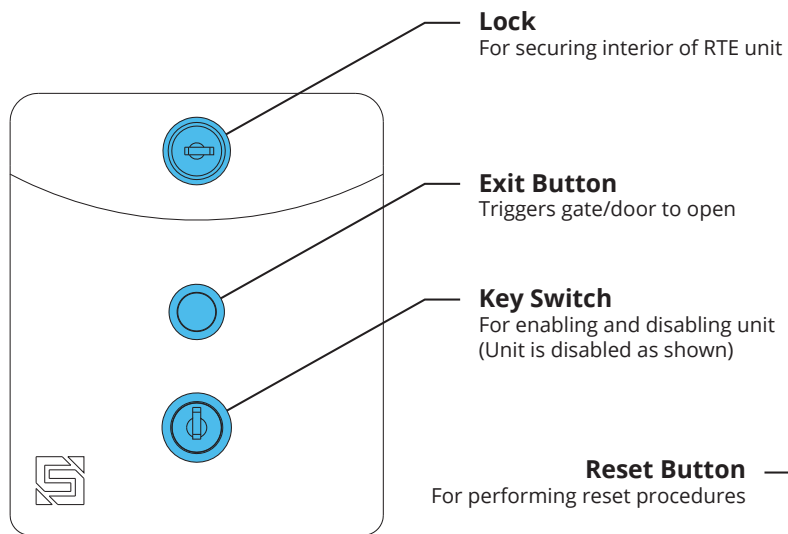 Lock
For securing interior of RTE unit
Exit Button
Triggers gate/door to open
Key Switch
For enabling and disabling unit
(Unit is disabled as shown)
Reset Button
For performing reset procedures